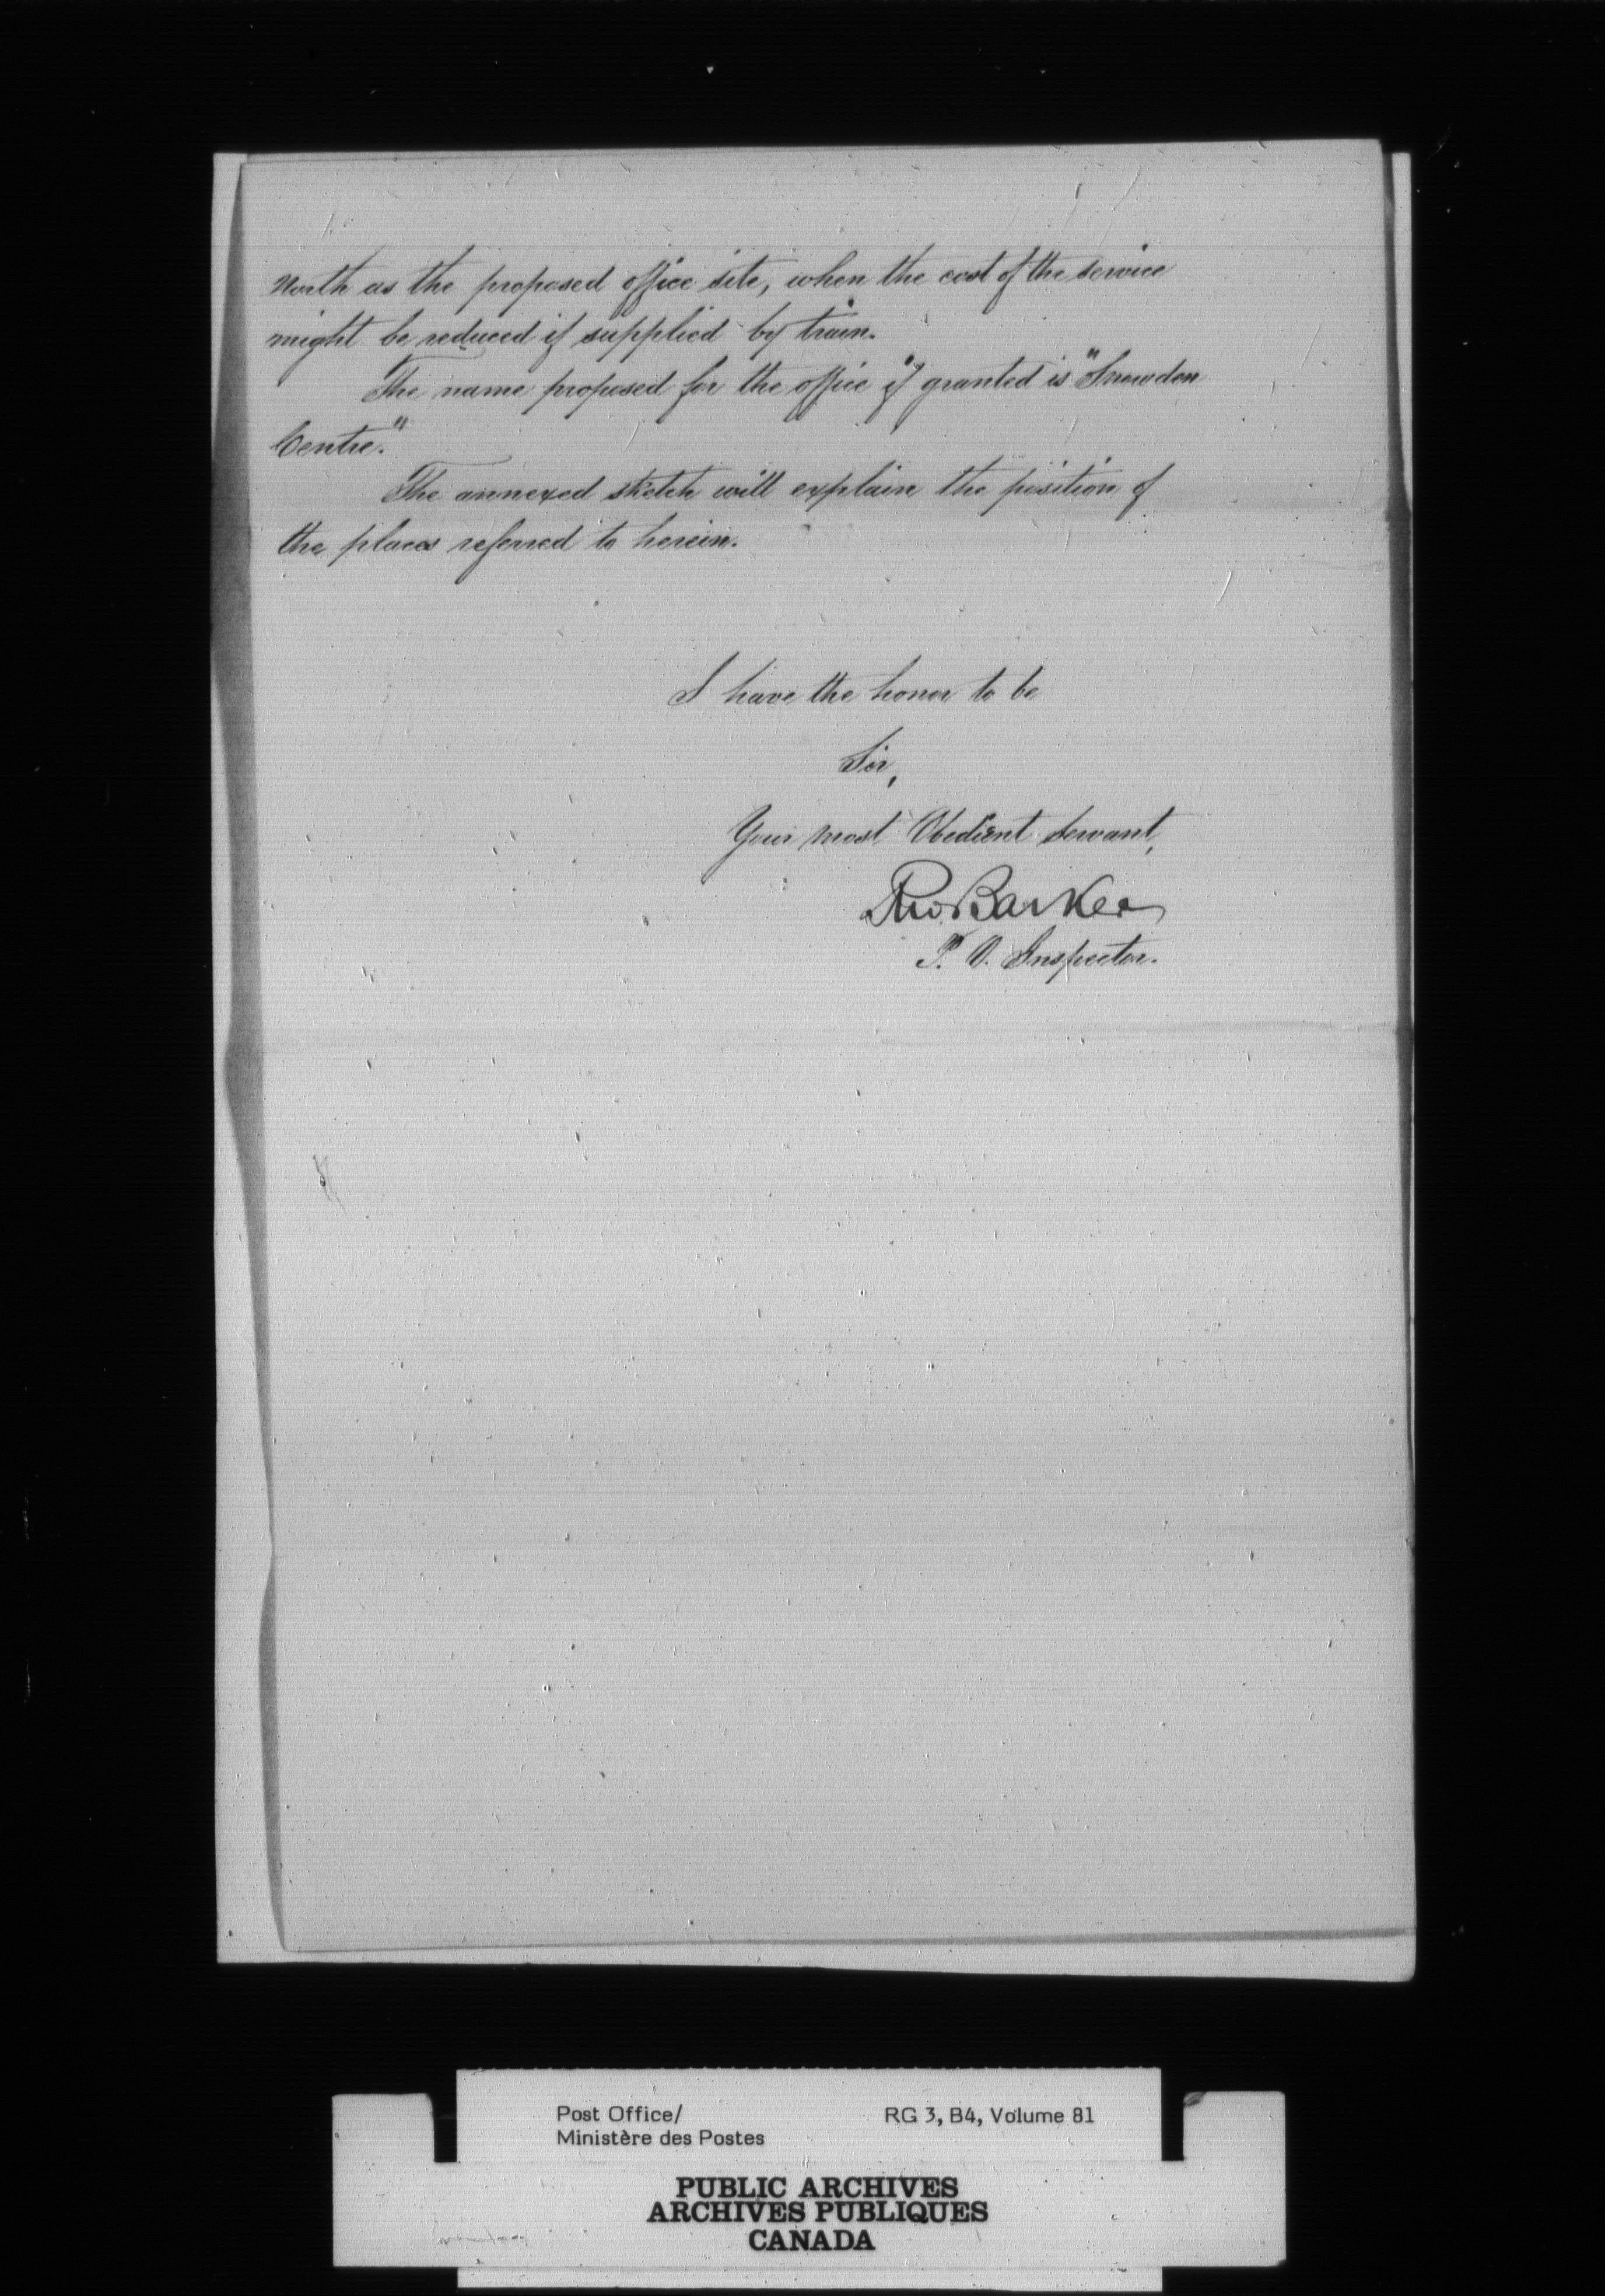 North as the proposed office site, when the cost of the service
might be reduced if supplied by train.
The name proposed for the office if granted is "Snowdon
Centre."
The annexed sketch will explain the position of
the places referred to herein.
I have the honor to be
Sir,
Your most Obedient Servant,
Barker
P. O. Inspector.
Post Office/
Ministère des Postes
RG 3, B4, Volume 81
PUBLIC ARCHIVES
ARCHIVES PUBLIQUES
CANADA